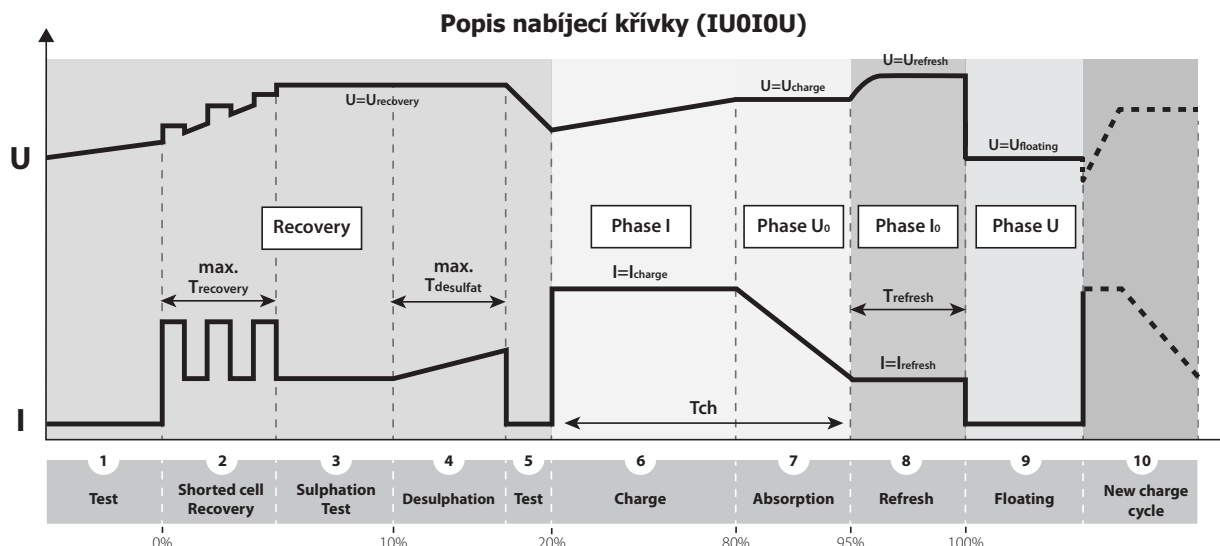 Popis nabíjecí křívky (IU0I0U)
U
I
U=Urecovery
U=Ucharge
U=Urefresh
U=Ufloating
Recovery
Phase I
Phase U0
Phase I0
Phase U
max.
Trecovery
max.
Tdesulfat
I=Icharge
Trefresh
I=Irefresh
Tch
1
2
3
4
5
6
7
8
9
10
Test
Shorted cell
Recovery
Sulphation
Test
Desulphation
Test
Charge
Absorption
Refresh
Floating
New charge
cycle
0%
10%
20%
80%
95%
100%